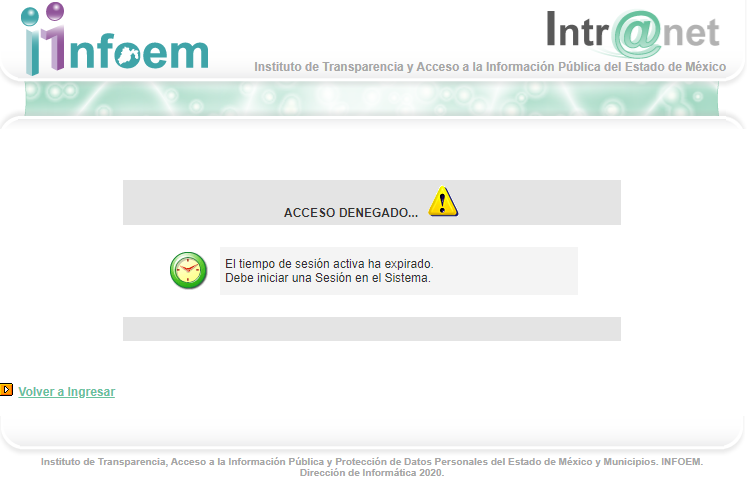 infoem
Intr@net
Instituto de Transparencia y Acceso a la Información Pública del Estado de México
ACCESO DENEGADO...
El tiempo de sesión activa ha expirado.
Debe iniciar una Sesión en el Sistema.
Volver a Ingresar
Instituto de Transparencia, Acceso a la Información Pública y Protección de Datos Personales del Estado de México y Municipios. INFOEM.
Dirección de Informática 2020.